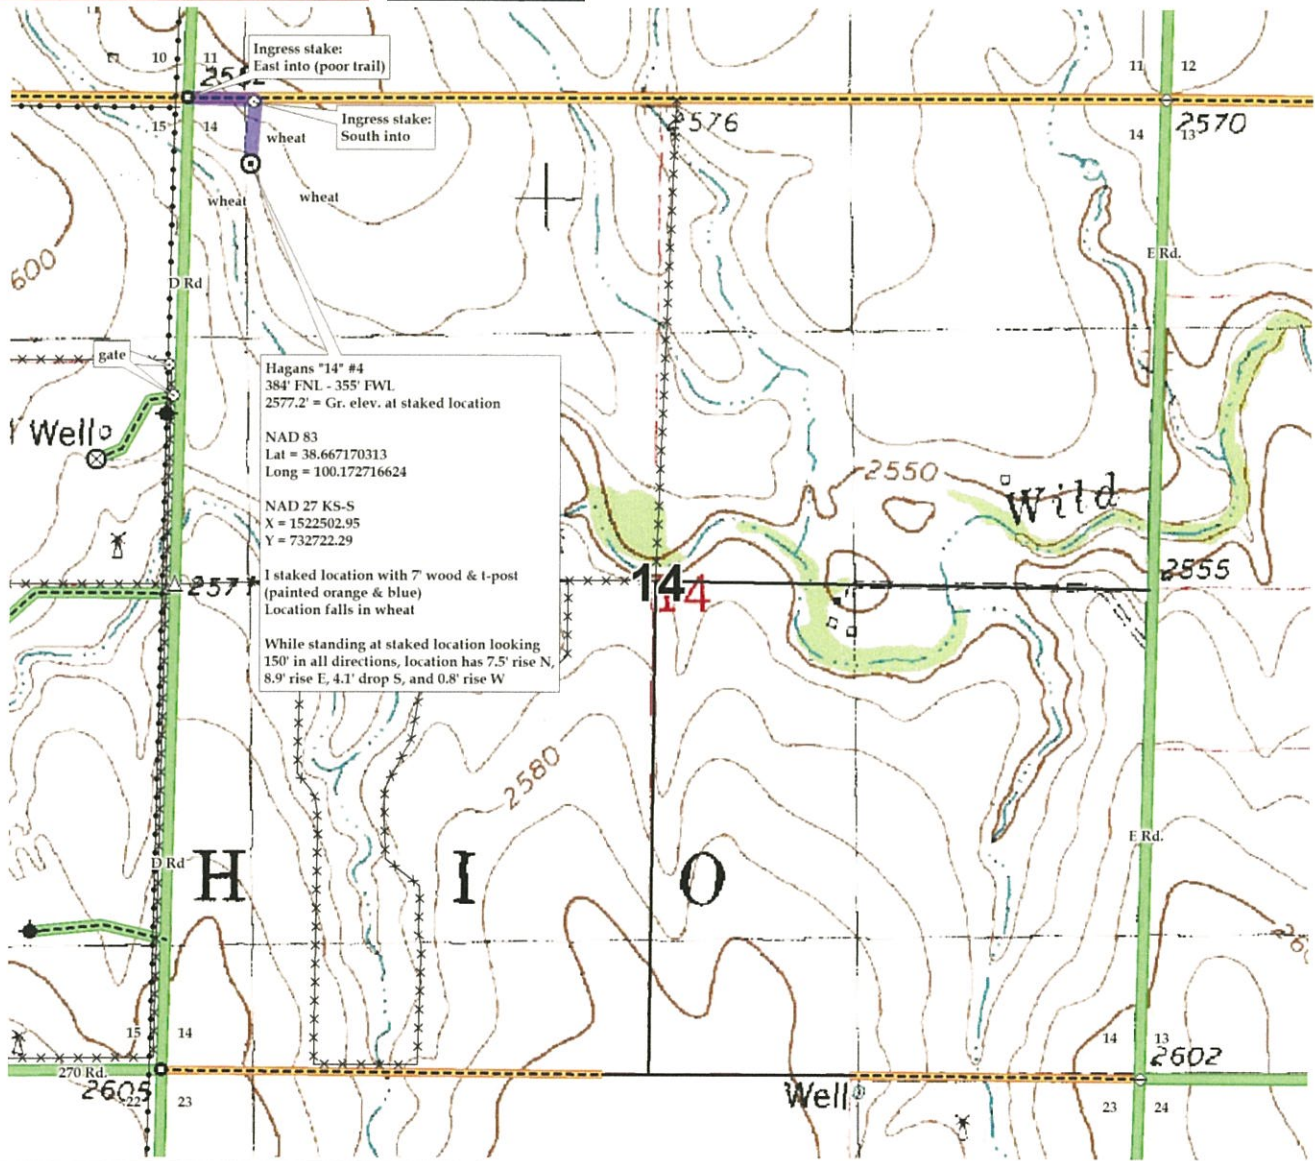 10
11
Ingress stake:
East into (poor trail)
11
12
15
14
Ingress stake:
South into
wheat
2576
14
13
2570
wheat
wheat
600
D Rd
E Rd.
gate
Hagans "14" #4
384' FNL - 355' FWL
2577.2' = Gr. elev. at staked location
NAD 83
Lat = 38.667170313
Long = 100.172716624
NAD 27 KS-S
X = 1522502.95
Y = 732722.29
I staked location with 7' wood & t-post
(painted orange & blue)
Location falls in wheat
While standing at staked location looking
150' in all directions, location has 7.5' rise N,
8.9' rise E, 4.1' drop S, and 0.8' rise W
Well
2550
Wild
2571
14
14
2555
2580
D Rd
H I O
E Rd.
15
14
14
13
270 Rd.
2605
2602
22
23
Well
23
24